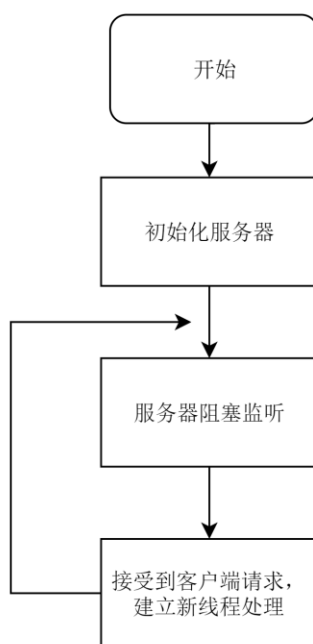 开始
初始化服务器
服务器阻塞监听
接受到客户端请求，
建立新线程处理